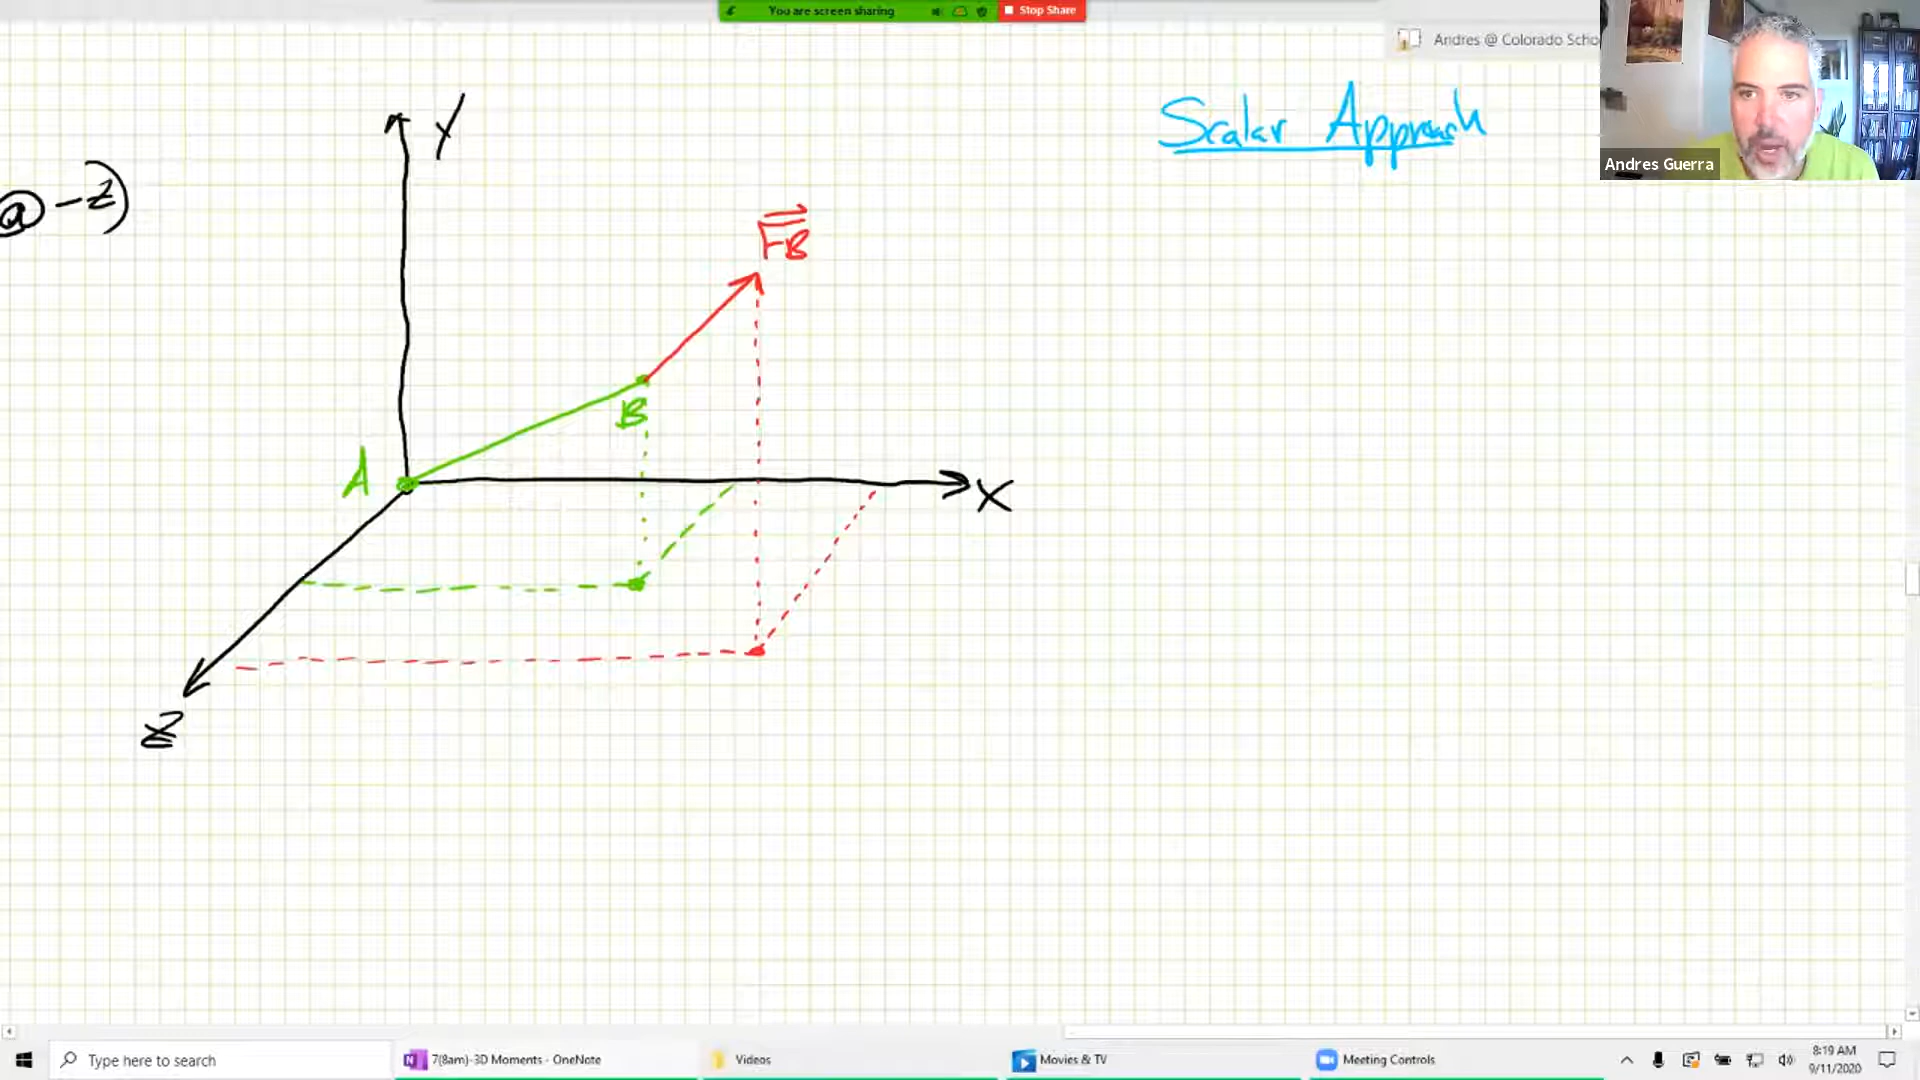 You are screen sharing
Stop Share
Andres @ Colorado Scho
Andres Guerra
Scalar Approach
Y
a - z)
FB
B
A
X
Z
Type here to search
7(8am)-3D Moments - OneNote
Videos
Movies & TV
Meeting Controls
8:19 AM
9/11/2020